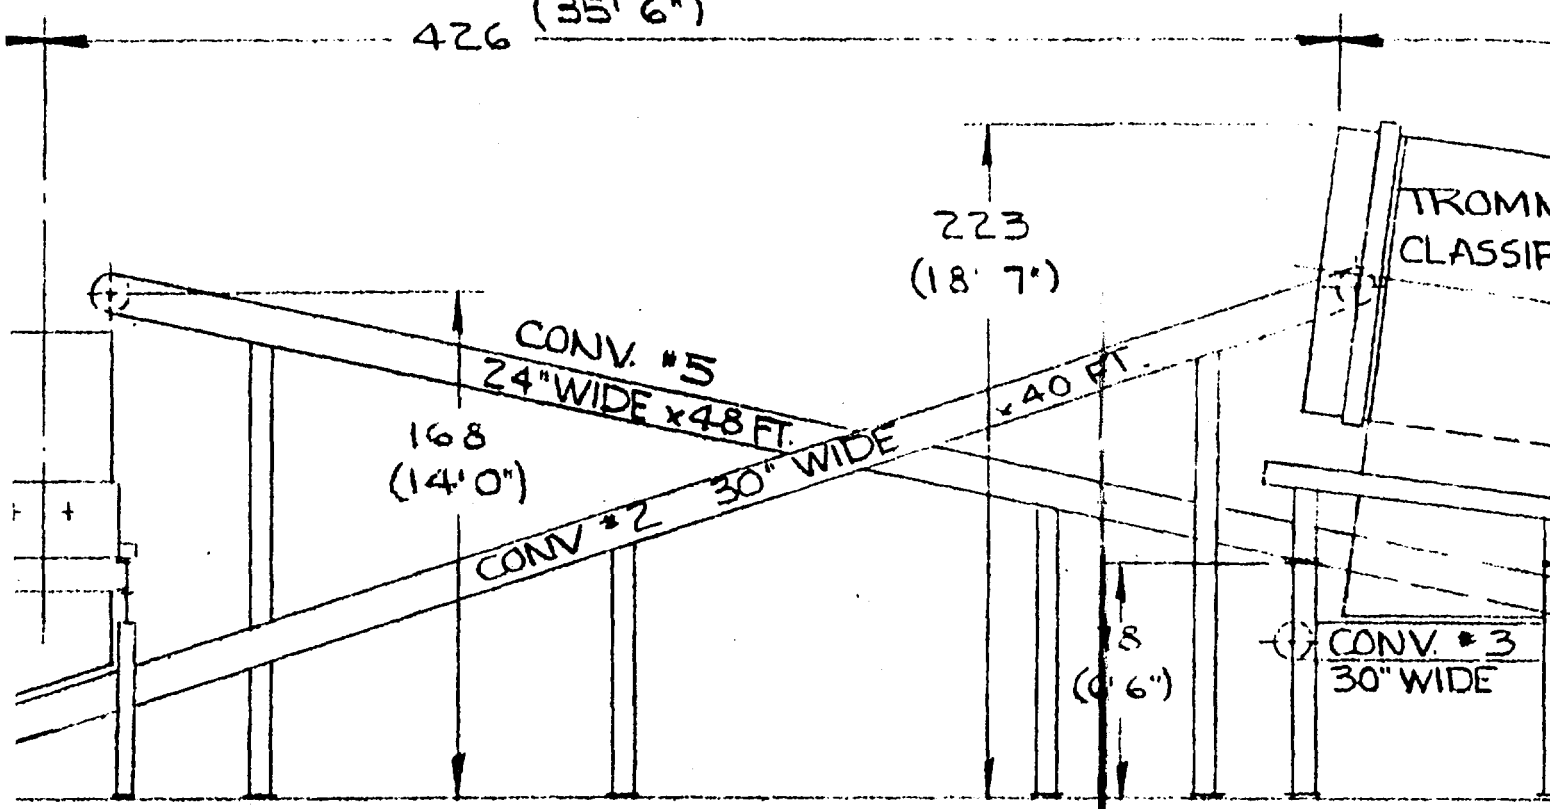 (35' 6")
426
223
(18' 7")
TROMM
CLASSIF
CONV. #5
24" WIDE x 48 FT.
168
(14' 0")
CONV #2 30" WIDE x 40 FT.
8
(6' 6")
CONV. #3
30" WIDE